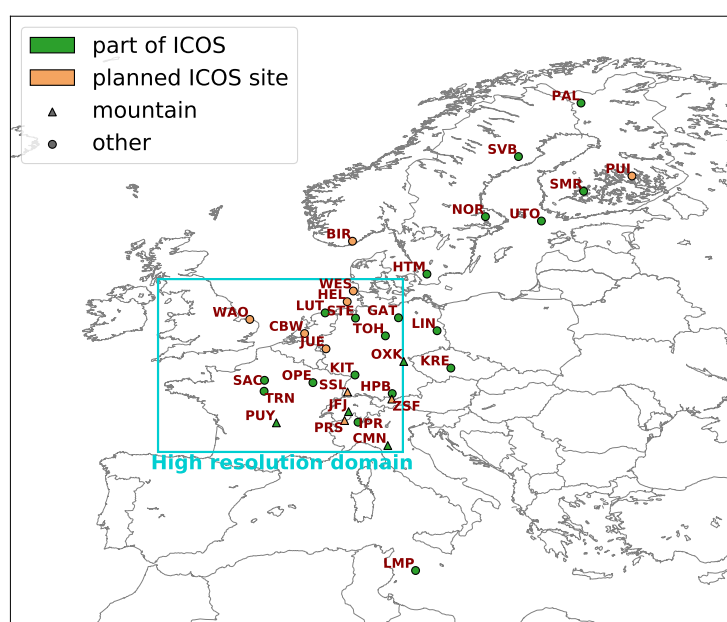 part of ICOS
planned ICOS site
mountain
other
PAL
SVB
PUI
SMR
NOR
UTO
BIR
HTM
WES
HEL
LUT
STE
GAT
WAO
CBW
TOH
LIN
JUE
OXK
KRE
KIT
OPE
SAC
SSL
HPB
TRN
JFJ
ZSF
PUY
PRS
IPR
CMN
High resolution domain
LMP